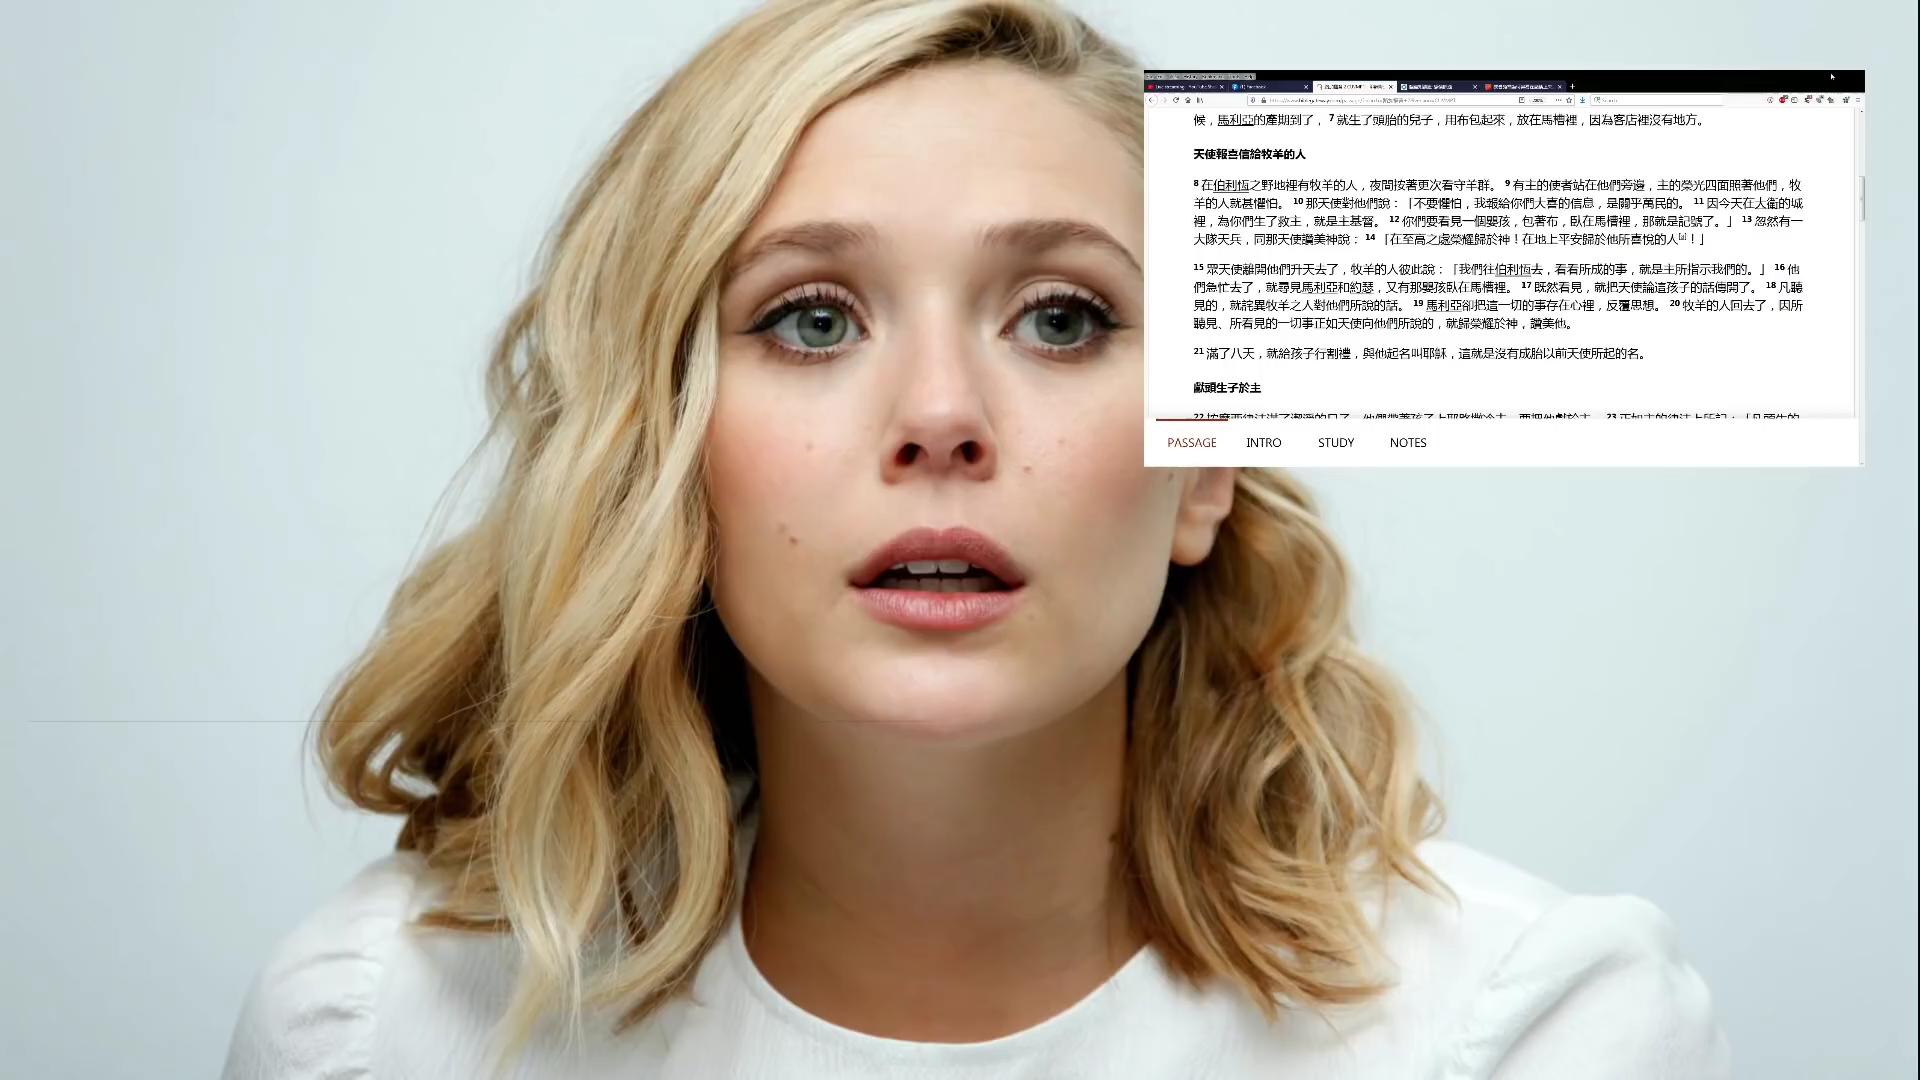 候，馬利亞的產期到了， 7 就生了頭胎的兒子，用布包起來，放在馬槽裡，因為客店裡沒有地方。
天使報喜信給牧羊的人
8 在伯利恆之野地裡有牧羊的人，夜間按著更次看守羊群。 9 有主的使者站在他們旁邊，主的榮光四面照著他們，牧
羊的人就甚懼怕。 10 那天使對他們說：「不要懼怕，我報給你們大喜的信息，是關乎萬民的。 11 因今天在大衛的城
裡，為你們生了救主，就是主基督。 12 你們要看見一個嬰孩，包著布，臥在馬槽裡，那就是記號了。」 13 忽然有一
大隊天兵，同那天使讚美神說： 14 「在至高之處榮耀歸於神！在地上平安歸於他所喜悅的人[a]！」
15 眾天使離開他們升天去了，牧羊的人彼此說：「我們往伯利恆去，看看所成的事，就是主所指示我們的。」 16 他
們急忙去了，就尋見馬利亞和約瑟，又有那嬰孩臥在馬槽裡。 17 既然看見，就把天使論這孩子的話傳開了。 18 凡聽
見的，就詫異牧羊之人對他們所說的話。 19 馬利亞卻把這一切的事存在心裡，反覆思想。 20 牧羊的人回去了，因所
聽見、所看見的一切事正如天使向他們所說的，就歸榮耀於神，讚美他。
21 滿了八天，就給孩子行割禮，與他起名叫耶穌，這就是沒有成胎以前天使所起的名。
獻頭生子於主
PASSAGE INTRO STUDY NOTES